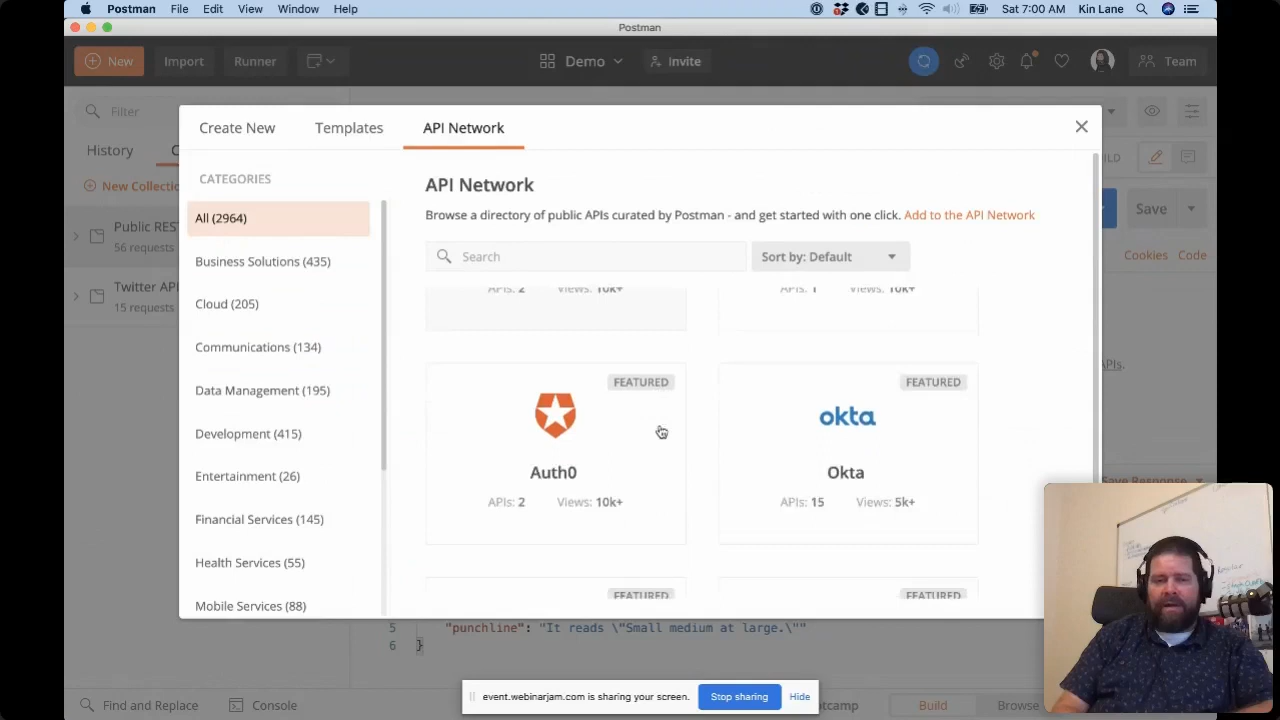 Postman File Edit View Window Help Sat 7:00 AM Kin Lane
Postman
New Import Runner Demo Invite Team
Filter
History C
New Collectio
Public REST
56 requests
Twitter API
15 requests
Create New Templates API Network
CATEGORIES
All (2964)
Business Solutions (435)
Cloud (205)
Communications (134)
Data Management (195)
Development (415)
Entertainment (26)
Financial Services (145)
Health Services (55)
Mobile Services (88)
API Network
Browse a directory of public APIs curated by Postman - and get started with one click. Add to the API Network
Search Sort by: Default
APIs: 2 Views: 10k+ APIs: 1 Views: 10k+
FEATURED FEATURED
okta
Auth0 Okta
APIs: 2 Views: 10k+ APIs: 15 Views: 5k+
FEATURED FEATURED
ILD
Save
Cookies Code
APIs.
Save Response
5 "punchline": "It reads \"Small medium at large.\""
6 }
event.webinarjam.com is sharing your screen. Stop sharing Hide
Find and Replace Console otcamp Build Browse